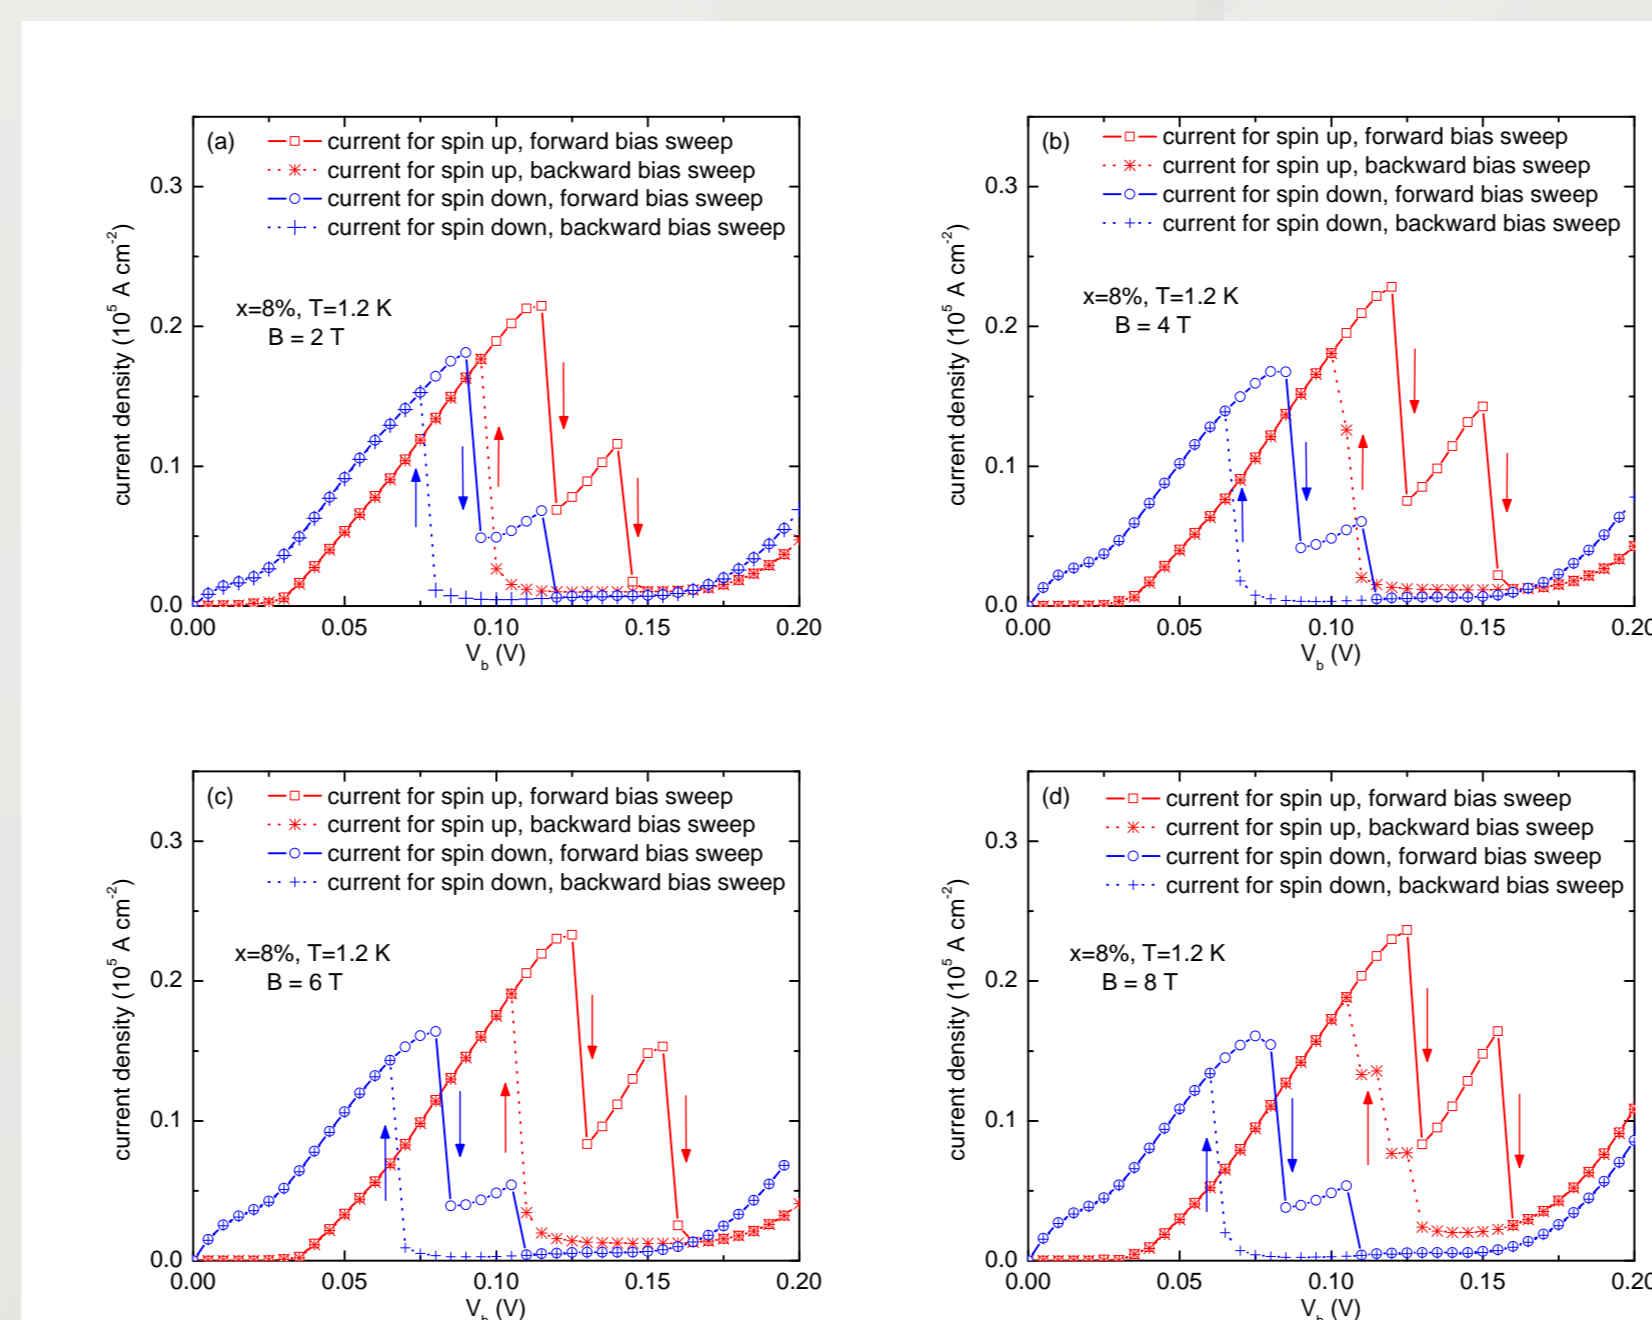 (a)
current for spin up, forward bias sweep
current for spin up, backward bias sweep
current for spin down, forward bias sweep
current for spin down, backward bias sweep
x=8%, T=1.2 K
B = 2 T
current density (10⁵ A cm⁻²)
0.3
0.2
0.1
0.0
0.00 0.05 0.10 0.15 0.20
V_b (V)
(b)
current for spin up, forward bias sweep
current for spin up, backward bias sweep
current for spin down, forward bias sweep
current for spin down, backward bias sweep
x=8%, T=1.2 K
B = 4 T
current density (10⁵ A cm⁻²)
0.3
0.2
0.1
0.0
0.00 0.05 0.10 0.15 0.20
V_b (V)
(c)
current for spin up, forward bias sweep
current for spin up, backward bias sweep
current for spin down, forward bias sweep
current for spin down, backward bias sweep
x=8%, T=1.2 K
B = 6 T
current density (10⁵ A cm⁻²)
0.3
0.2
0.1
0.0
0.00 0.05 0.10 0.15 0.20
V_b (V)
(d)
current for spin up, forward bias sweep
current for spin up, backward bias sweep
current for spin down, forward bias sweep
current for spin down, backward bias sweep
x=8%, T=1.2 K
B = 8 T
current density (10⁵ A cm⁻²)
0.3
0.2
0.1
0.0
0.00 0.05 0.10 0.15 0.20
V_b (V)